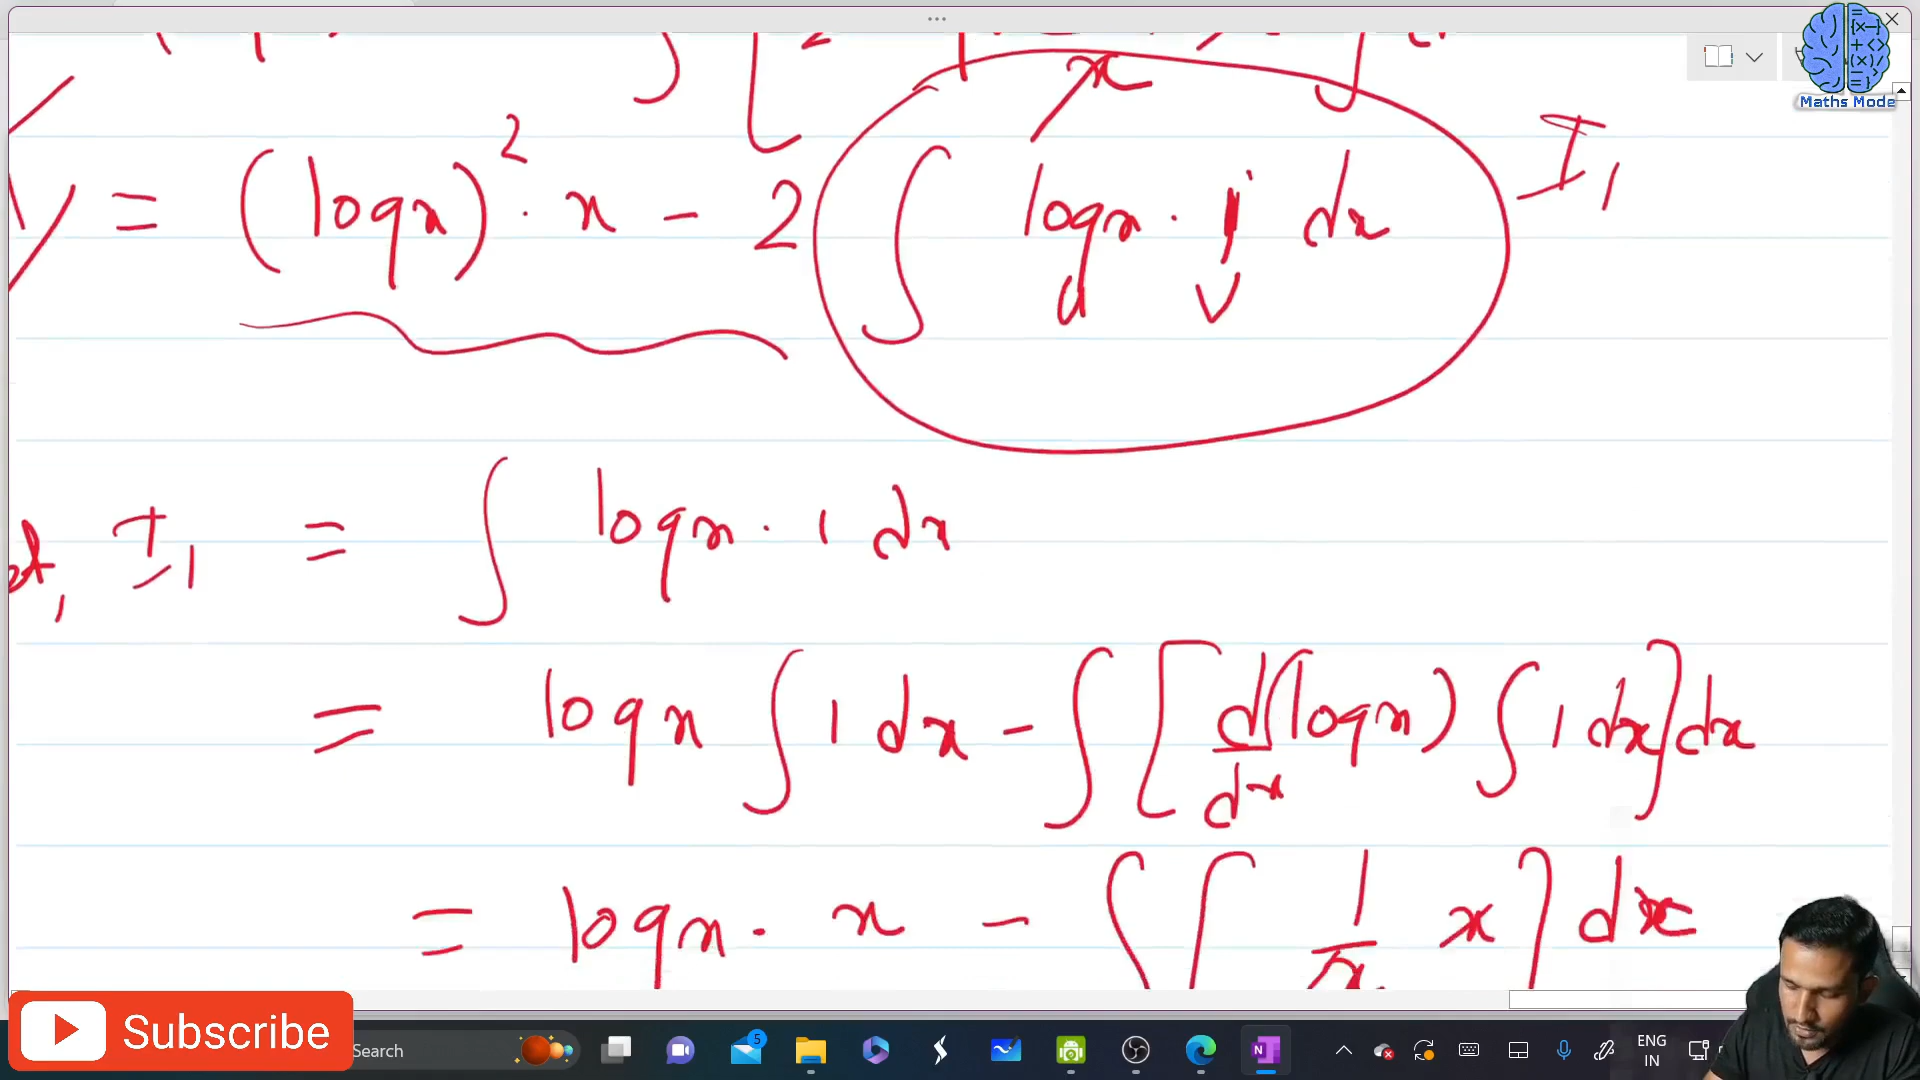 Maths Mode
y = (log x)² · x - 2 ∫ log x · 1 dx I₁
u v
I₁ = ∫ log x · 1 dx
= log x ∫ 1 dx - ∫ [ d/dx (log x) ∫ 1 dx ] dx
= log x · x - ∫ [ 1/x x ] dx
Subscribe
Search
5
ENG
IN